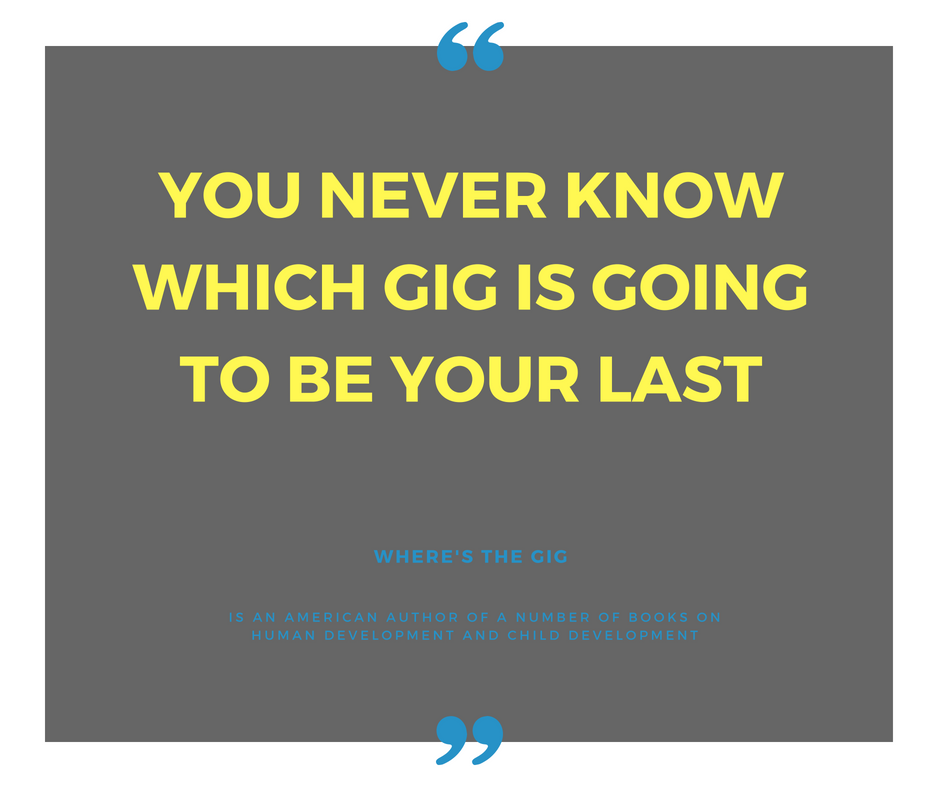 “
YOU NEVER KNOW
WHICH GIG IS GOING
TO BE YOUR LAST
WHERE'S THE GIG
IS AN AMERICAN AUTHOR OF A NUMBER OF BOOKS ON
HUMAN DEVELOPMENT AND CHILD DEVELOPMENT
”